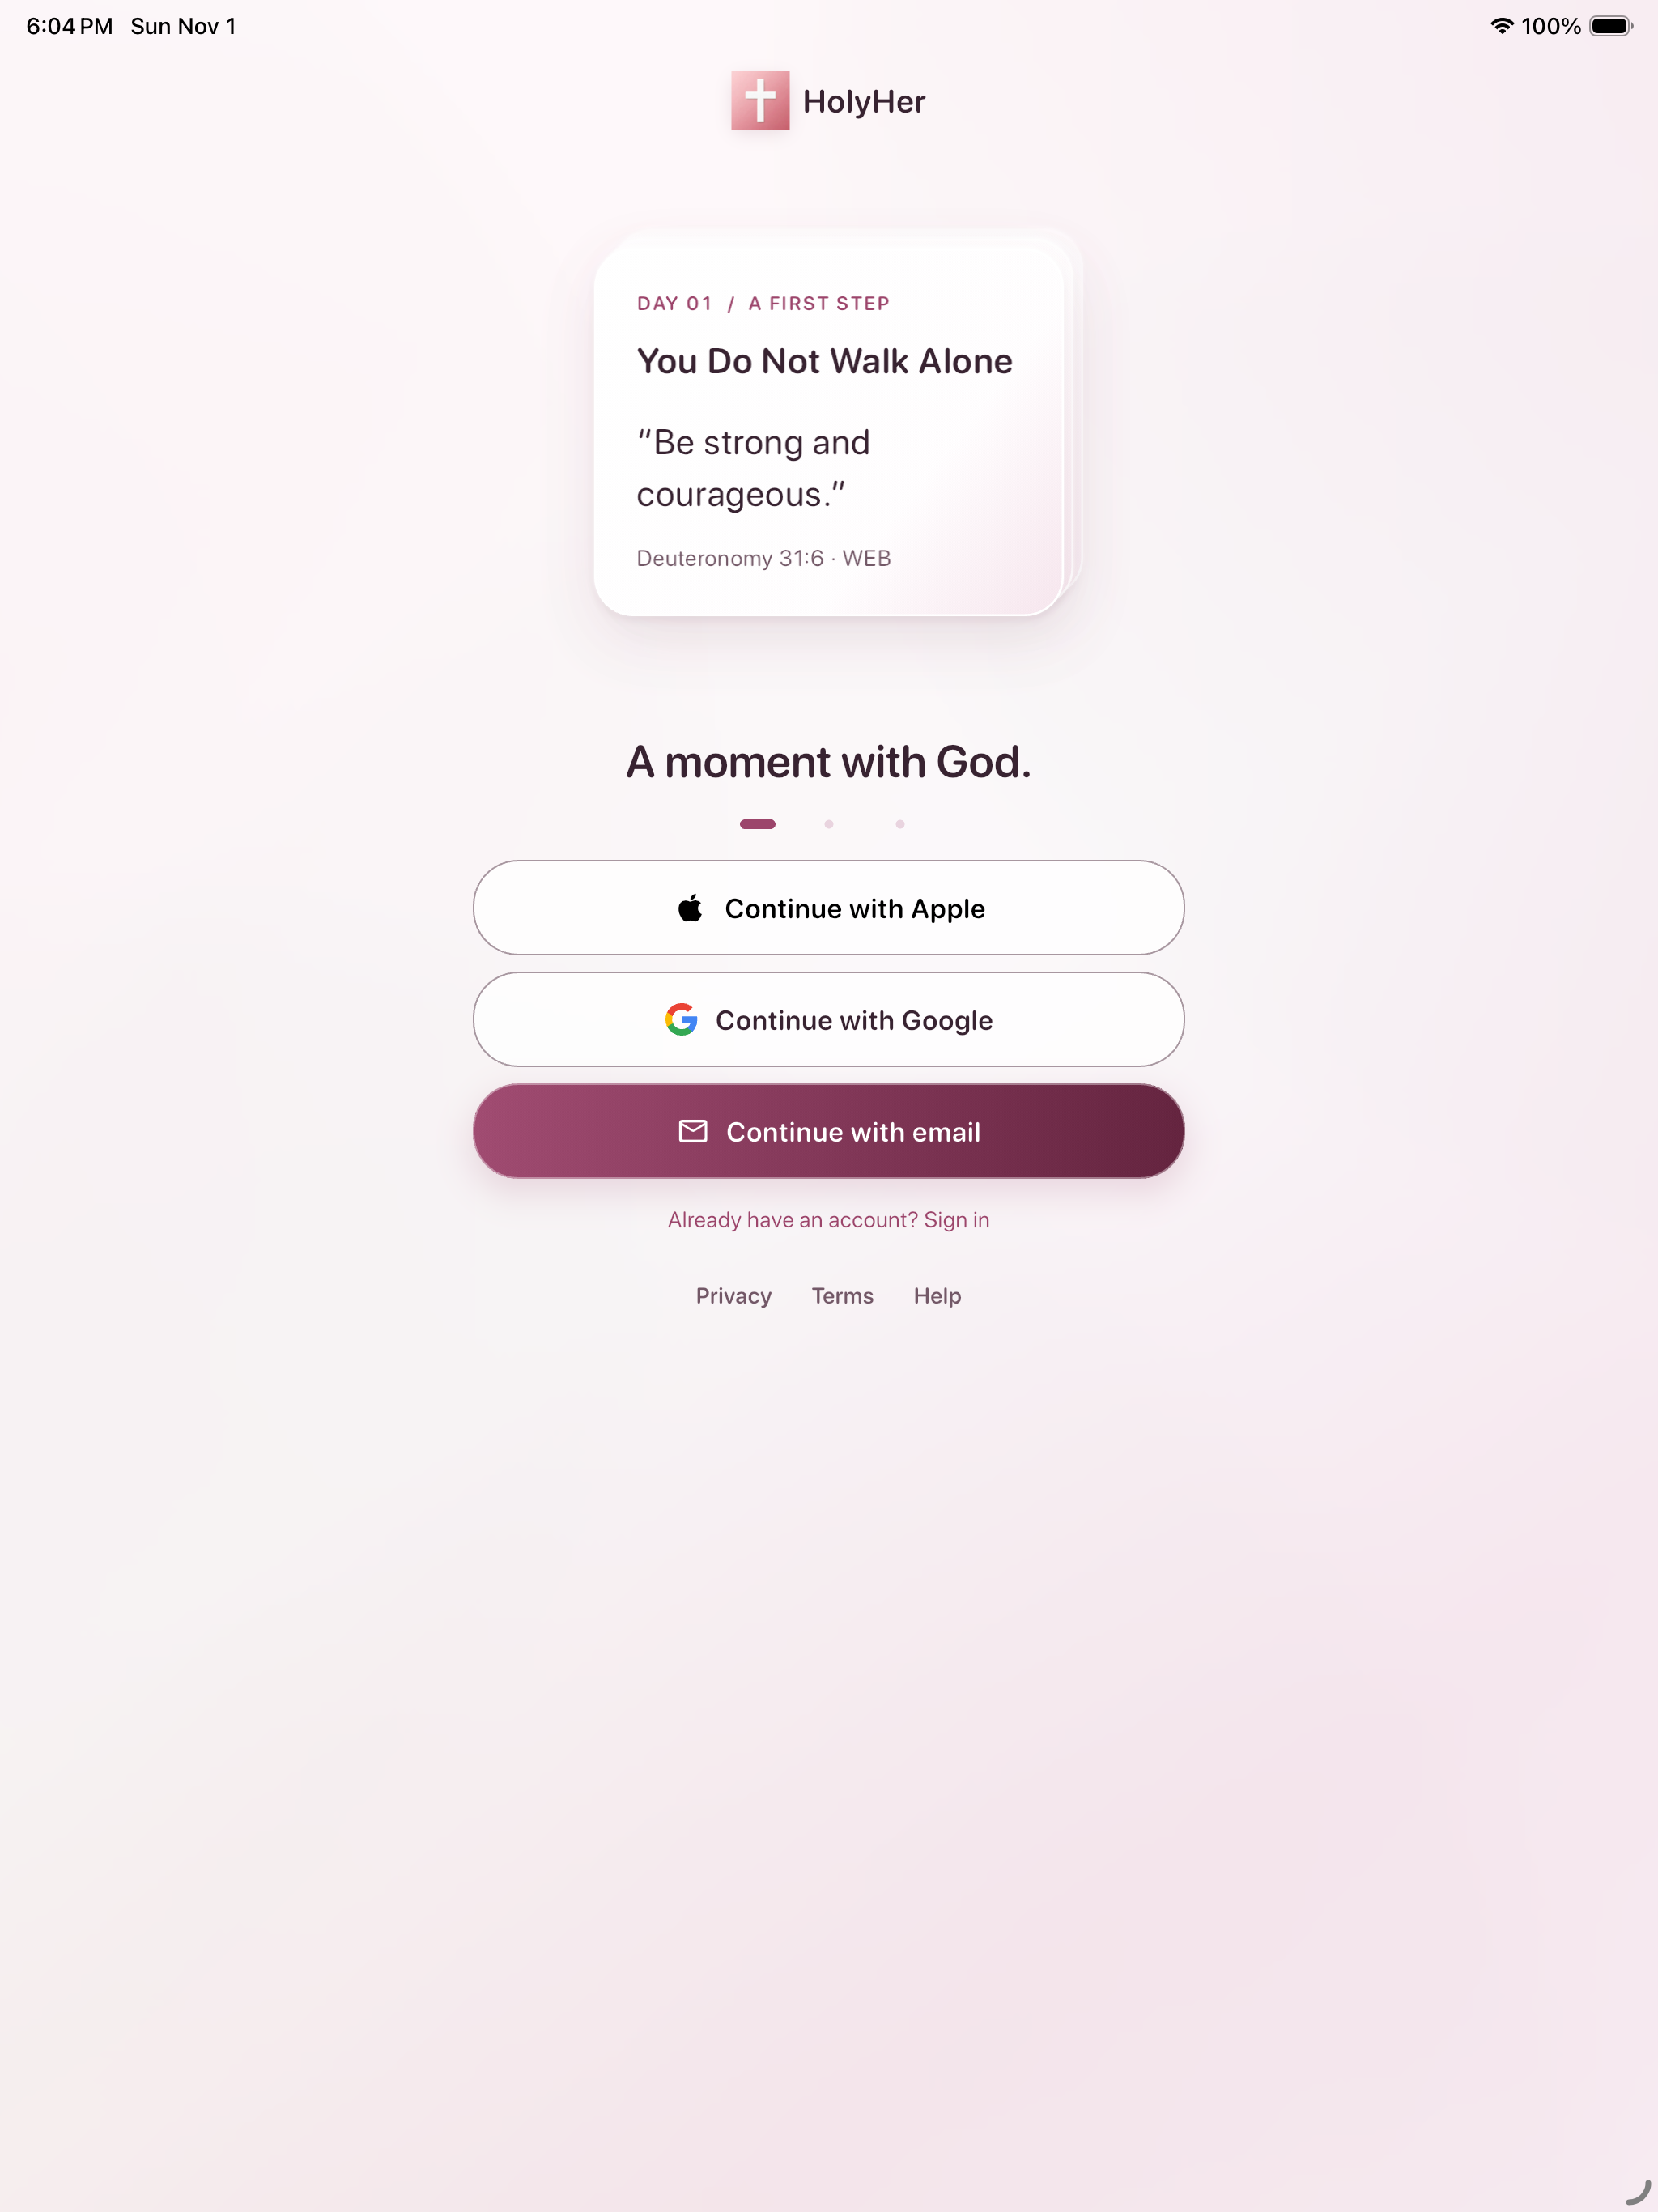 6:04 PM Sun Nov 1
100%
HolyHer
DAY 01 / A FIRST STEP
You Do Not Walk Alone
“Be strong and
courageous.”
Deuteronomy 31:6 · WEB
A moment with God.
Continue with Apple
Continue with Google
Continue with email
Already have an account? Sign in
Privacy Terms Help